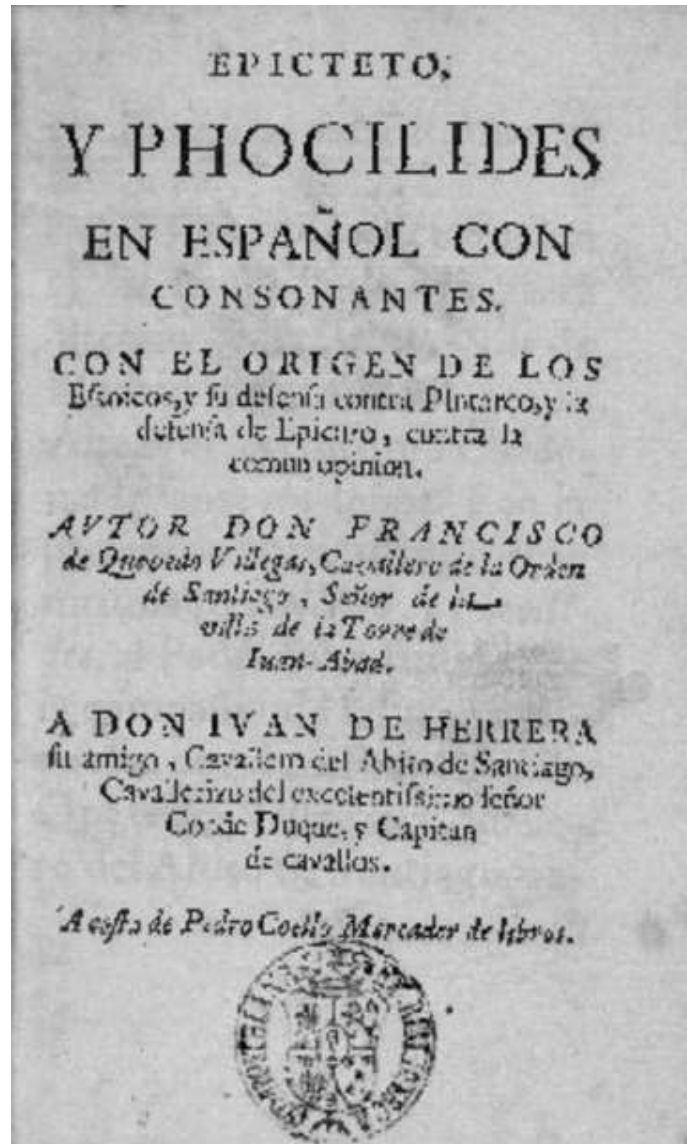 EPICTETO,
Y PHOCILIDES
EN ESPAÑOL CON
CONSONANTES.
CON EL ORIGEN DE LOS
Estoicos, y su defensa contra Plutarco, y la
defensa de Epicuro, contra la
comun opinion.
AVTOR DON FRANCISCO
de Quevedo Villegas, Cavallero de la Orden
de Santiago, Señor de la
villa de la Torre de
Iuan-Abad.
A DON IVAN DE HERRERA
su amigo, Cavallero del Abito de Santiago,
Cavallerizo del excelentissimo señor
Conde Duque, y Capitan
de cavallos.
A costa de Pedro Coello Mercader de libros.